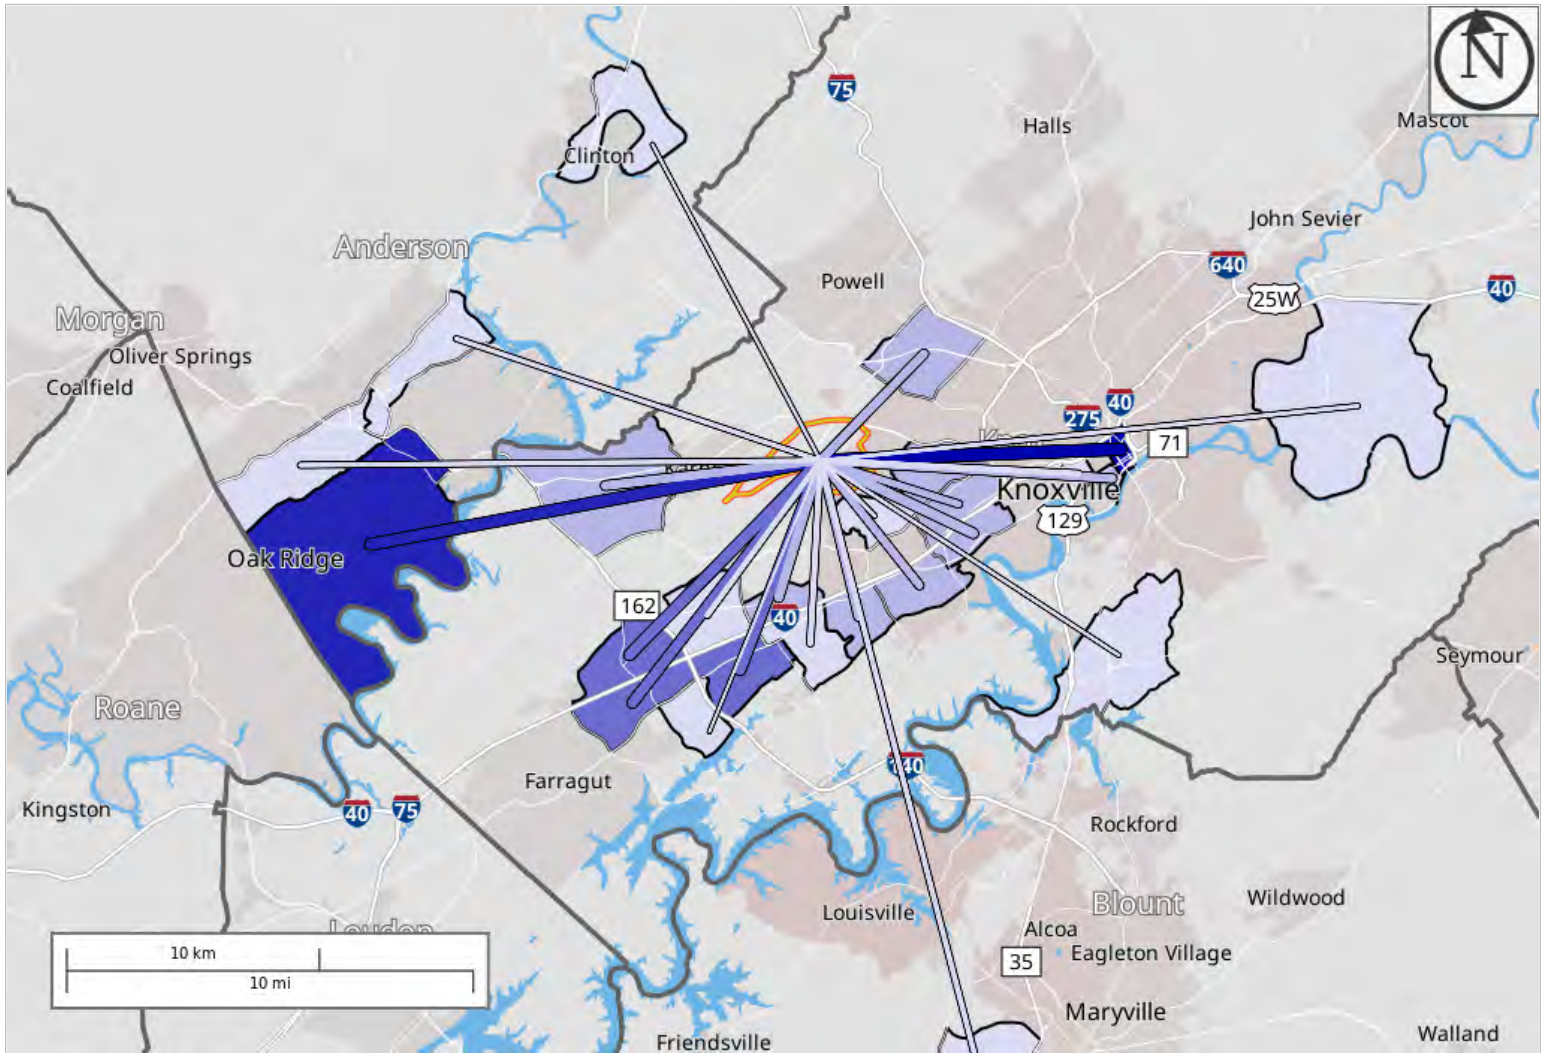 N
75
Halls
Mascot
Clinton
John Sevier
Anderson
640
Powell
40
25W
Morgan
Oliver Springs
Coalfield
40
275
71
Knoxville
129
Oak Ridge
162
40
Seymour
Roane
140
Farragut
Kingston
40
75
Rockford
Blount
Wildwood
Louisville
Alcoa
Loudon
Eagleton Village
10 km
35
10 mi
Maryville
Walland
Friendsville